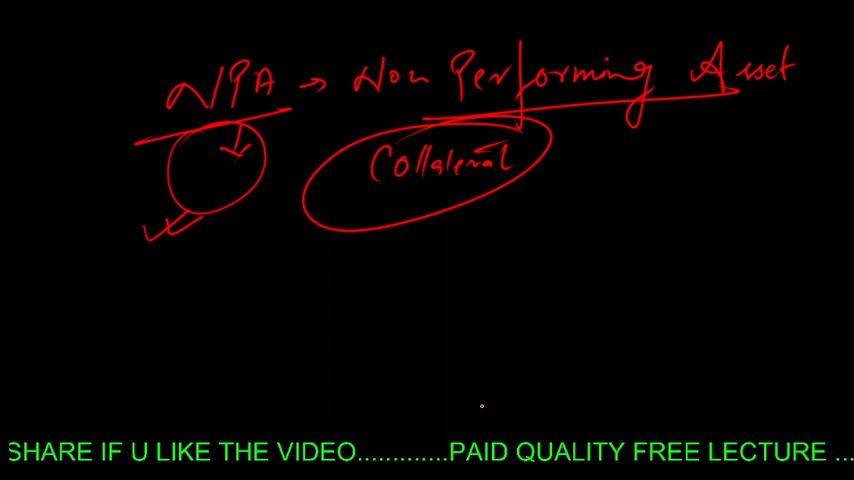 NPA → Non Performing Asset
Collateral
SHARE IF U LIKE THE VIDEO.............PAID QUALITY FREE LECTURE ...